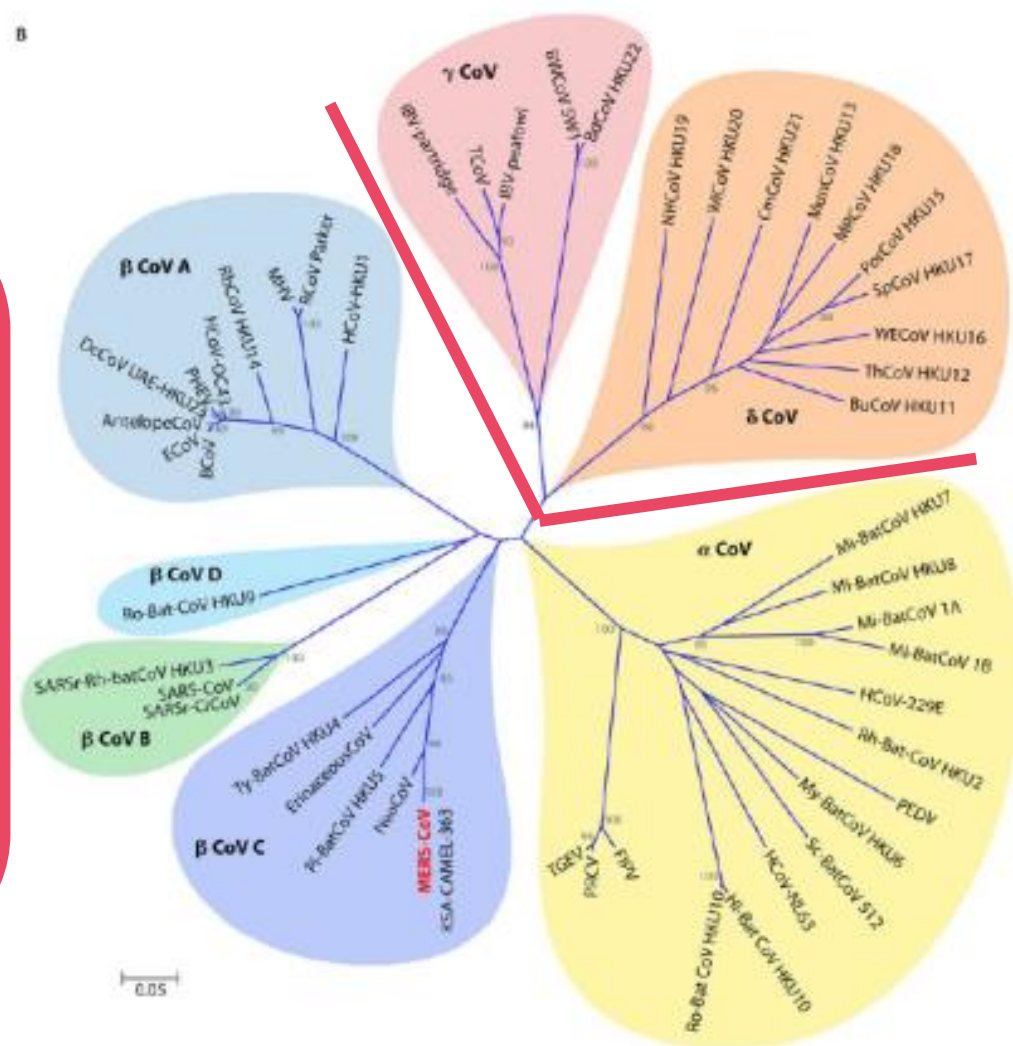 B
γ CoV
IBV partridge
TCoV
IBV peafowl
BWCoV SW1
BdCoV HKU22
NHCoV HKU19
WiCoV HKU20
CmCoV HKU21
MunCoV HKU13
MRCoV HKU18
PorCoV HKU15
SpCoV HKU17
WECoV HKU16
ThCoV HKU12
BuCoV HKU11
δ CoV
β CoV A
DcCoV UAE-HKU23
PHEV
HCoV-OC43
RbCoV HKU14
MHV
RCoV Parker
HCoV-HKU1
AntelopeCoV
ECoV
BCoV
β CoV D
Ro-Bat-CoV HKU9
SARSr-Rh-batCoV HKU3
SARS-CoV
SARSr-CiCoV
β CoV B
Ty-BatCoV HKU4
ErinaceousCoV
Pi-BatCoV HKU5
NeoCoV
MERS-CoV
KSA-CAMEL-363
β CoV C
α CoV
Mi-BatCoV HKU7
Mi-BatCoV HKU8
Mi-BatCoV 1A
Mi-BatCoV 1B
HCoV-229E
Rh-Bat-CoV HKU2
PEDV
My-BatCoV HKU6
Sc-BatCoV 512
HCoV-NL63
Hi-Bat CoV HKU10
Ro-Bat CoV HKU10
TGEV
PRCV
FIPV
0.05